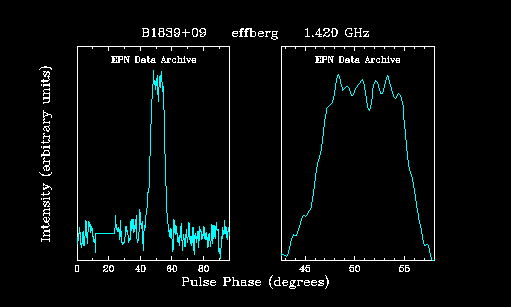 B1839+09 effberg 1.420 GHz
EPN Data Archive
EPN Data Archive
Intensity (arbitrary units)
0 20 40 60 80
45 50 55
Pulse Phase (degrees)